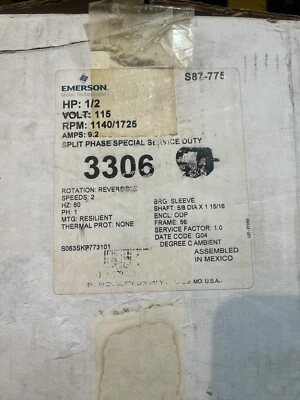 EMERSON.
S87-775
HP: 1/2
VOLT: 115
RPM: 1140/1725
AMPS: 9.2
SPLIT PHASE SPECIAL SERVICE DUTY
3306
ROTATION: REVERSIBLE
SPEEDS: 2
HZ: 60
PH: 1
MTG: RESILIENT
THERMAL PROT: NONE
BRG: SLEEVE
SHAFT: 5/8 DIA X 1 15/16
ENCL: ODP
FRAME: 56
SERVICE FACTOR: 1.0
DATE CODE: G04
DEGREE C AMBIENT
S063SKP773101
ASSEMBLED
IN MEXICO
MO. U.S.A.